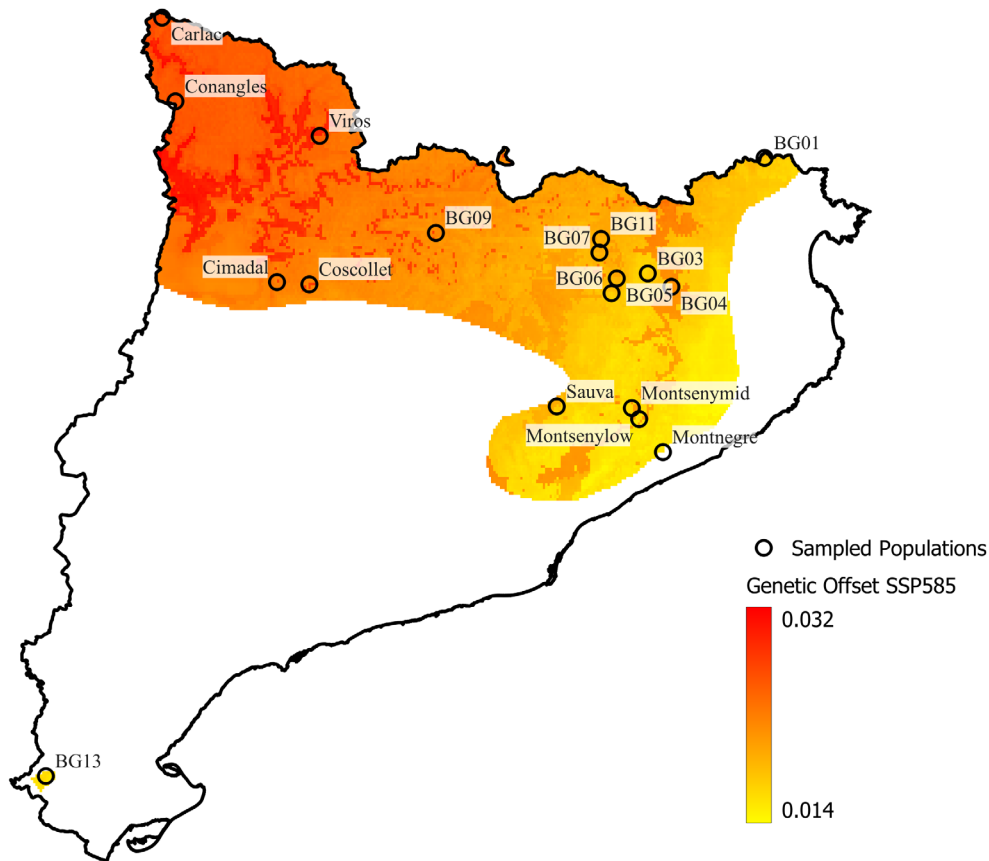 Carlac
Conangles
Viros
BG01
BG09
BG11
BG07
BG03
Cimadal
Coscollet
BG06
BG05
BG04
Sauva
Montsenymid
Montsenylow
Montnegre
Sampled Populations
Genetic Offset SSP585
0.032
0.014
BG13